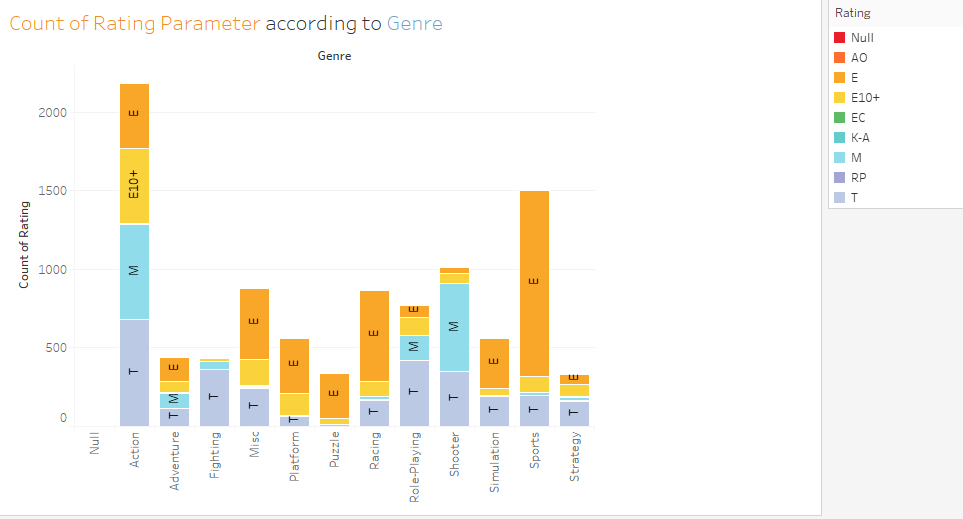 Count of Rating Parameter according to Genre
Genre
Count of Rating
2000
1500
1000
500
0
E
E10+
M
T
E
M
T
T
E
T
E
T
E
E
T
E
M
T
M
T
E
T
E
T
E
T
Null
Action
Adventure
Fighting
Misc
Platform
Puzzle
Racing
Role-Playing
Shooter
Simulation
Sports
Strategy
Rating
Null
AO
E
E10+
EC
K-A
M
RP
T